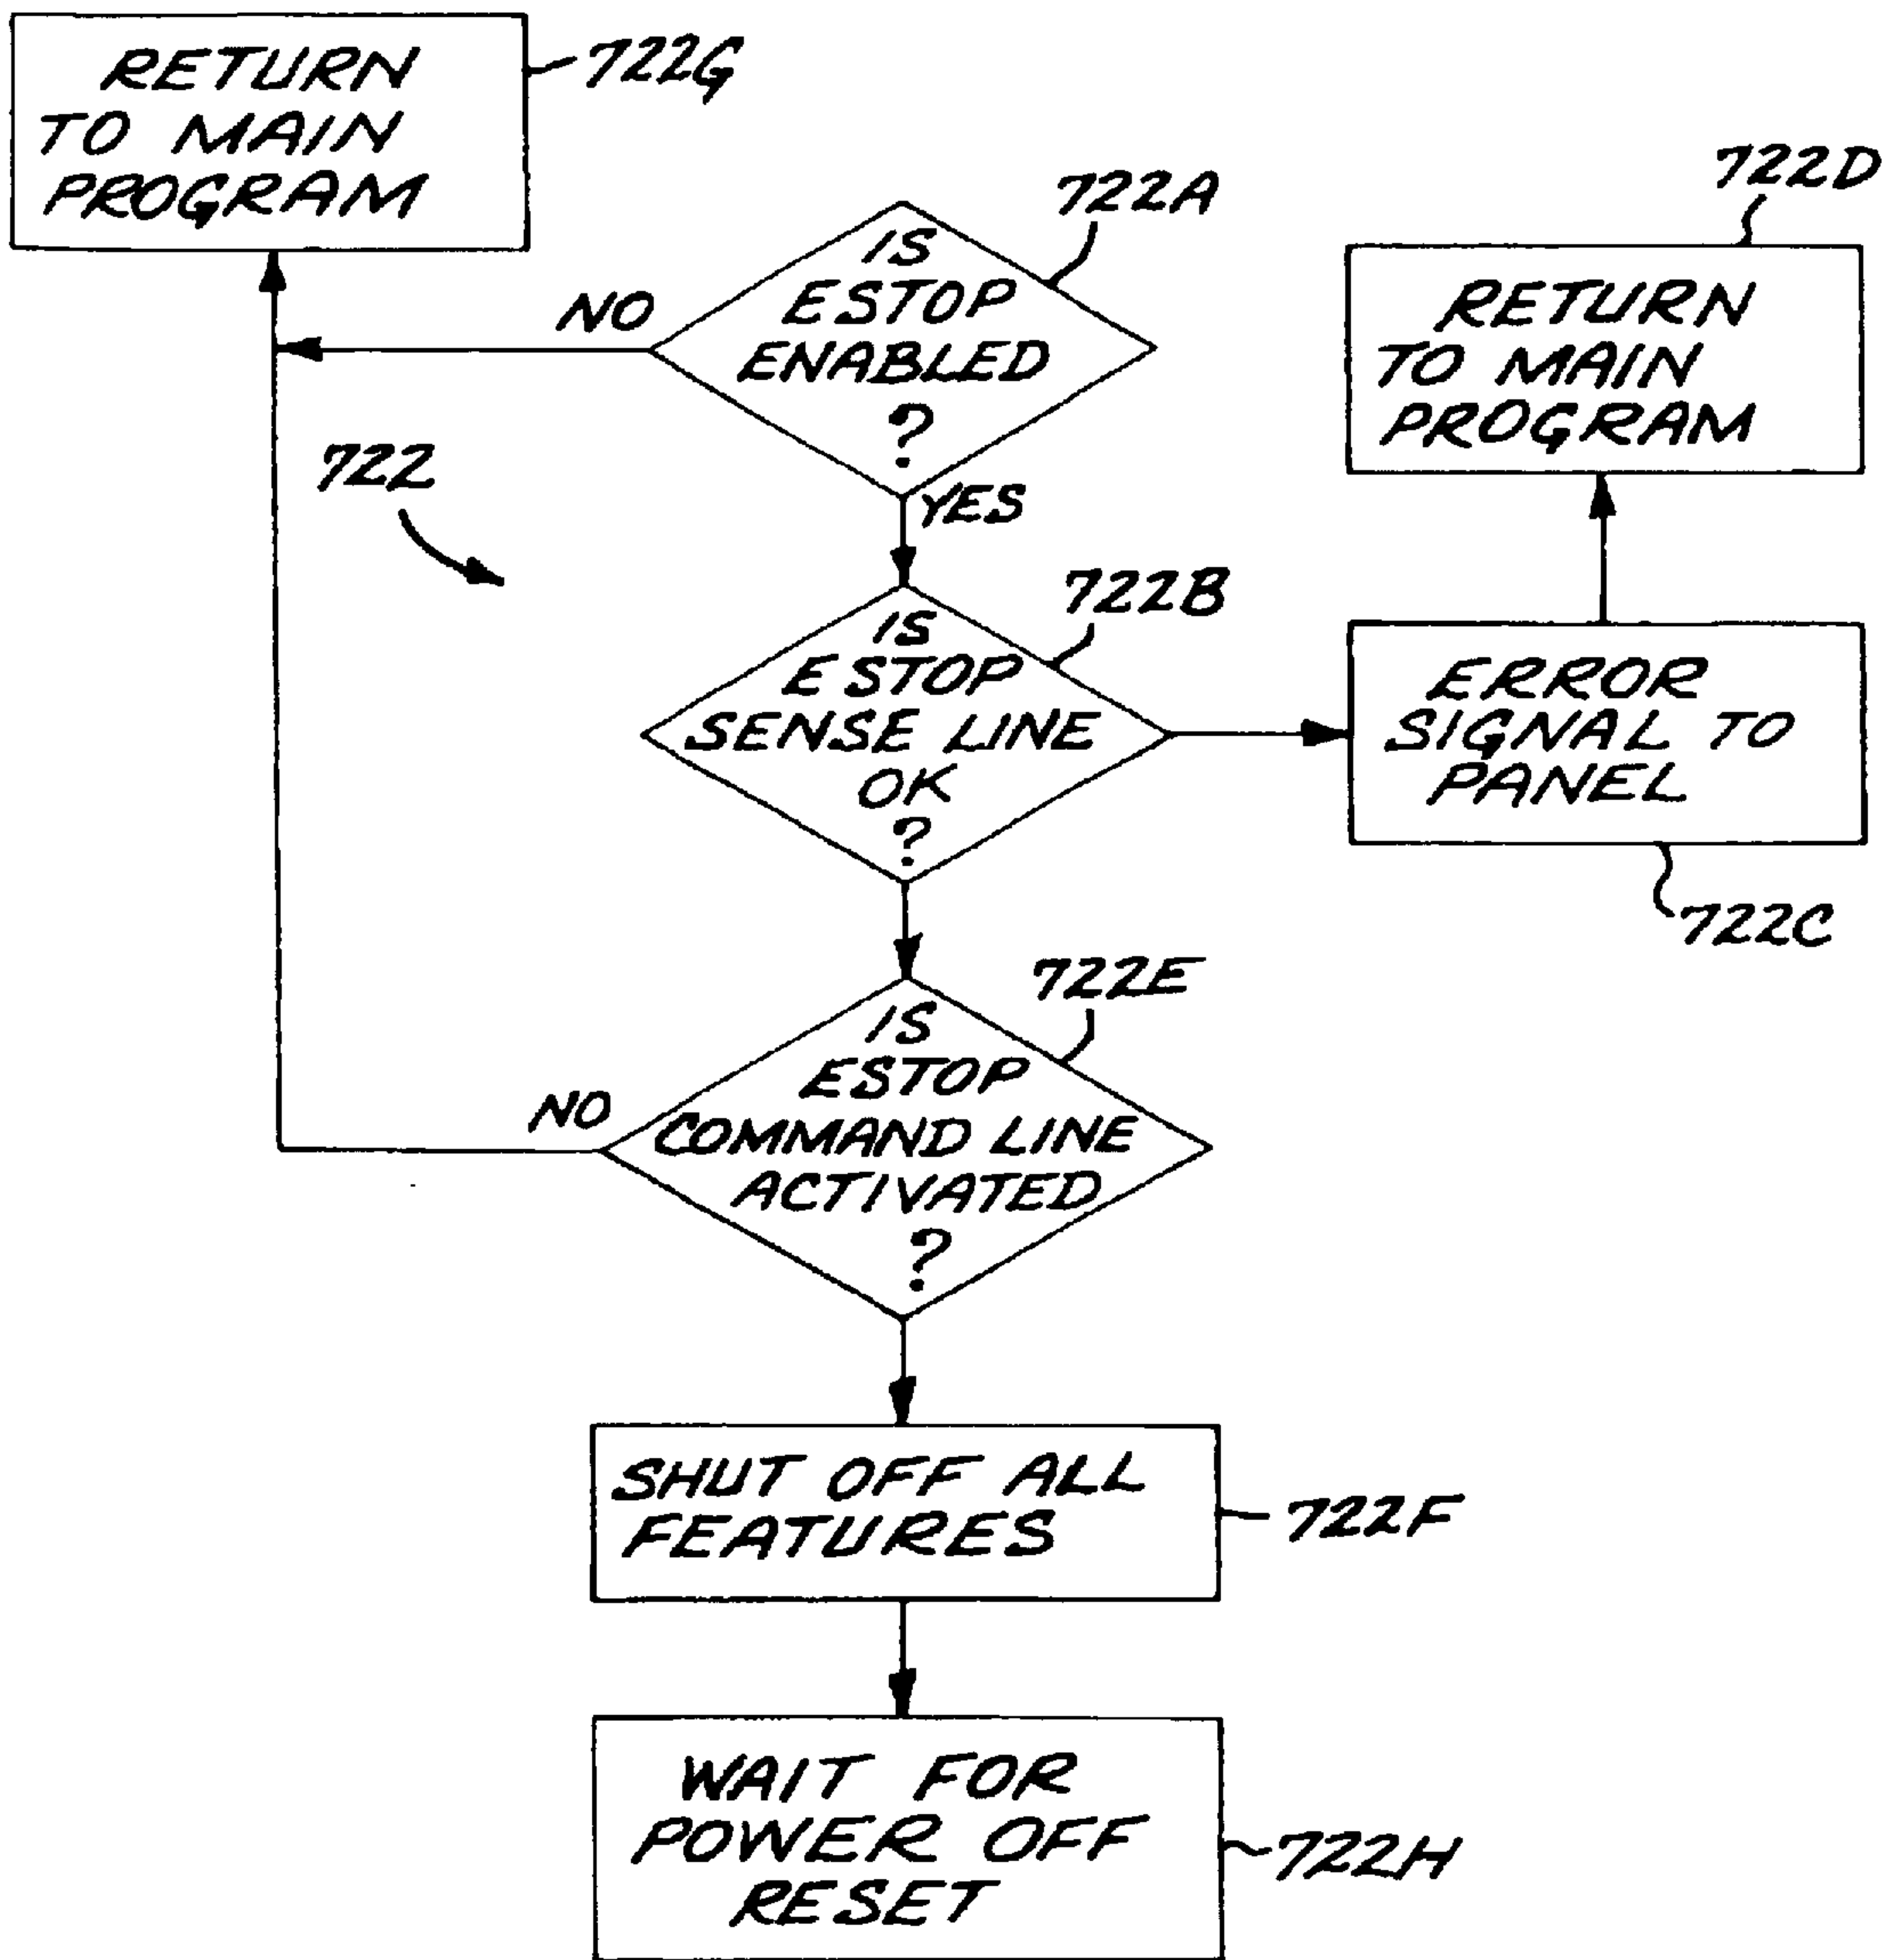 RETURN
TO MAIN
PROGRAM
722G
722A
722D
IS
ESTOP
ENABLED
?
NO
RETURN
TO MAIN
PROGRAM
722
YES
722B
IS
ESTOP
SENSE LINE
OK
?
ERROR
SIGNAL TO
PANEL
722C
722E
IS
ESTOP
COMMAND LINE
ACTIVATED
?
NO
SHUT OFF ALL
FEATURES
722F
WAIT FOR
POWER OFF
RESET
722H